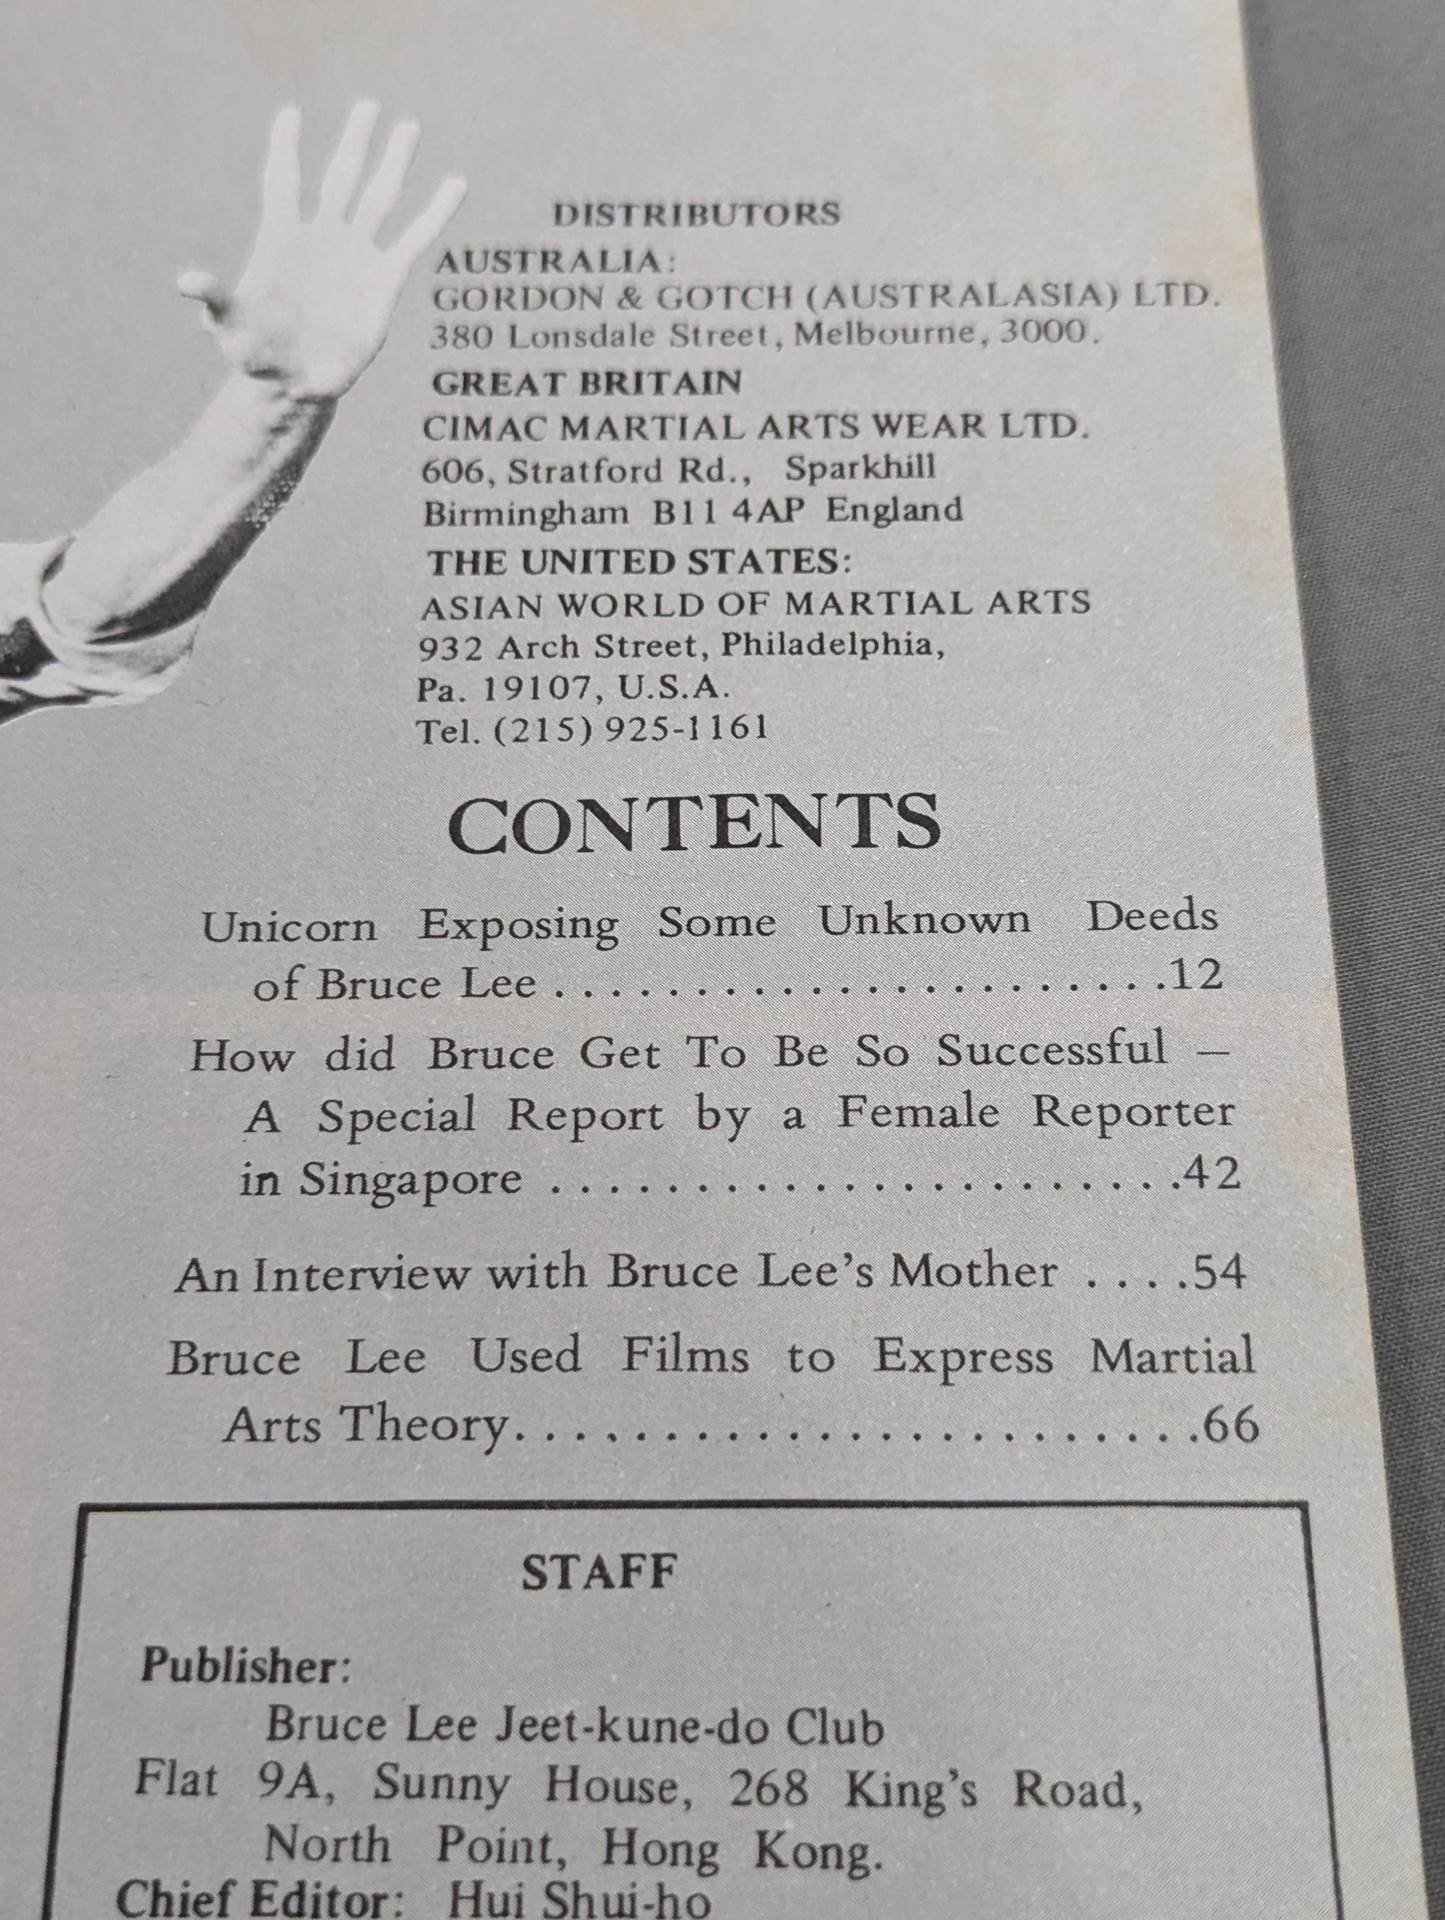 DISTRIBUTORS
AUSTRALIA:
GORDON & GOTCH (AUSTRALASIA) LTD.
380 Lonsdale Street, Melbourne, 3000.
GREAT BRITAIN
CIMAC MARTIAL ARTS WEAR LTD.
606, Stratford Rd., Sparkhill
Birmingham B11 4AP England
THE UNITED STATES:
ASIAN WORLD OF MARTIAL ARTS
932 Arch Street, Philadelphia,
Pa. 19107, U.S.A.
Tel. (215) 925-1161
CONTENTS
Unicorn Exposing Some Unknown Deeds
of Bruce Lee . . . . . . . . . . . . . . . . . . . . . .12
How did Bruce Get To Be So Successful —
A Special Report by a Female Reporter
in Singapore . . . . . . . . . . . . . . . . . . . . . . .42
An Interview with Bruce Lee's Mother . . . .54
Bruce Lee Used Films to Express Martial
Arts Theory. . . . . . . . . . . . . . . . . . . . . . . .66
STAFF
Publisher:
Bruce Lee Jeet-kune-do Club
Flat 9A, Sunny House, 268 King's Road,
North Point, Hong Kong.
Chief Editor: Hui Shui-ho